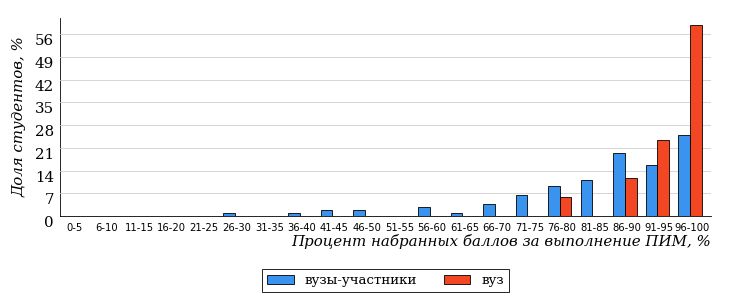 Доля студентов, %
56
49
42
35
28
21
14
7
0
0-5 6-10 11-15 16-20 21-25 26-30 31-35 36-40 41-45 46-50 51-55 56-60 61-65 66-70 71-75 76-80 81-85 86-90 91-95 96-100
Процент набранных баллов за выполнение ПИМ, %
вузы-участники вуз